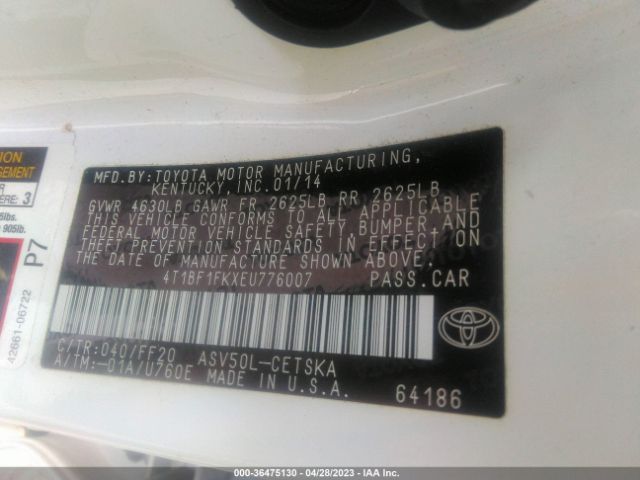 MFD. BY: TOYOTA MOTOR MANUFACTURING,
KENTUCKY, INC. 01/14
GVWR 4630LB GAWR FR 2625LB RR 2625LB
THIS VEHICLE CONFORMS TO ALL APPLICABLE
FEDERAL MOTOR VEHICLE SAFETY, BUMPER, AND
THEFT PREVENTION STANDARDS IN EFFECT ON
THE DATE OF MANUFACTURE SHOWN ABOVE.
4T1BF1FKXEU776007 PASS.CAR
C/TR:040/FF20 ASV50L-CETSKA
A/TM:-01A/U760E MADE IN U.S.A.
64186
3
905lb.
P7
42661-06722
000-36475130 - 04/28/2023 - IAA Inc.